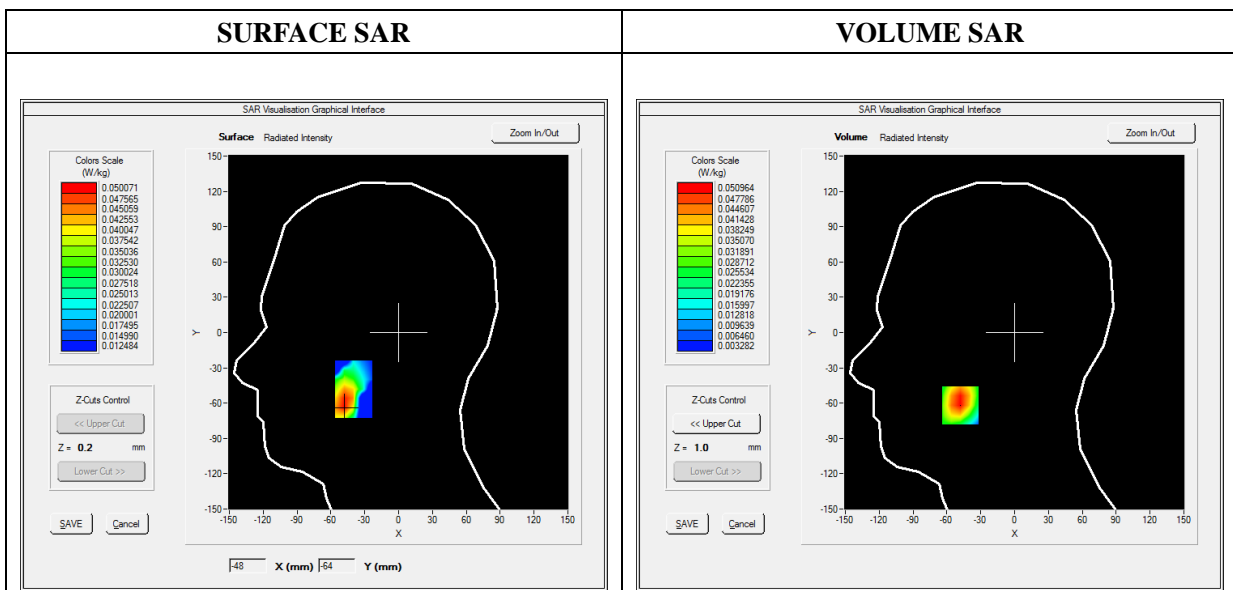 SURFACE SAR
VOLUME SAR
SAR Visualisation Graphical Interface
Surface Radiated Intensity
Zoom In/Out
Colors Scale
(W/kg)
0.050071
0.047565
0.045059
0.042553
0.040047
0.037542
0.035036
0.032530
0.030024
0.027518
0.025013
0.022507
0.020001
0.017495
0.014990
0.012484
Z-Cuts Control
<< Upper Cut
Z = 0.2 mm
Lower Cut >>
SAVE Cancel
150
120
90
60
30
0
-30
-60
-90
-120
-150
Y
-150 -120 -90 -60 -30 0 30 60 90 120 150
X
-48 X (mm) -64 Y (mm)
SAR Visualisation Graphical Interface
Volume Radiated Intensity
Zoom In/Out
Colors Scale
(W/kg)
0.050964
0.047786
0.044607
0.041428
0.038249
0.035070
0.031891
0.028712
0.025534
0.022355
0.019176
0.015997
0.012818
0.009639
0.006460
0.003282
Z-Cuts Control
<< Upper Cut
Z = 1.0 mm
Lower Cut >>
SAVE Cancel
150
120
90
60
30
0
-30
-60
-90
-120
-150
Y
-150 -120 -90 -60 -30 0 30 60 90 120 150
X